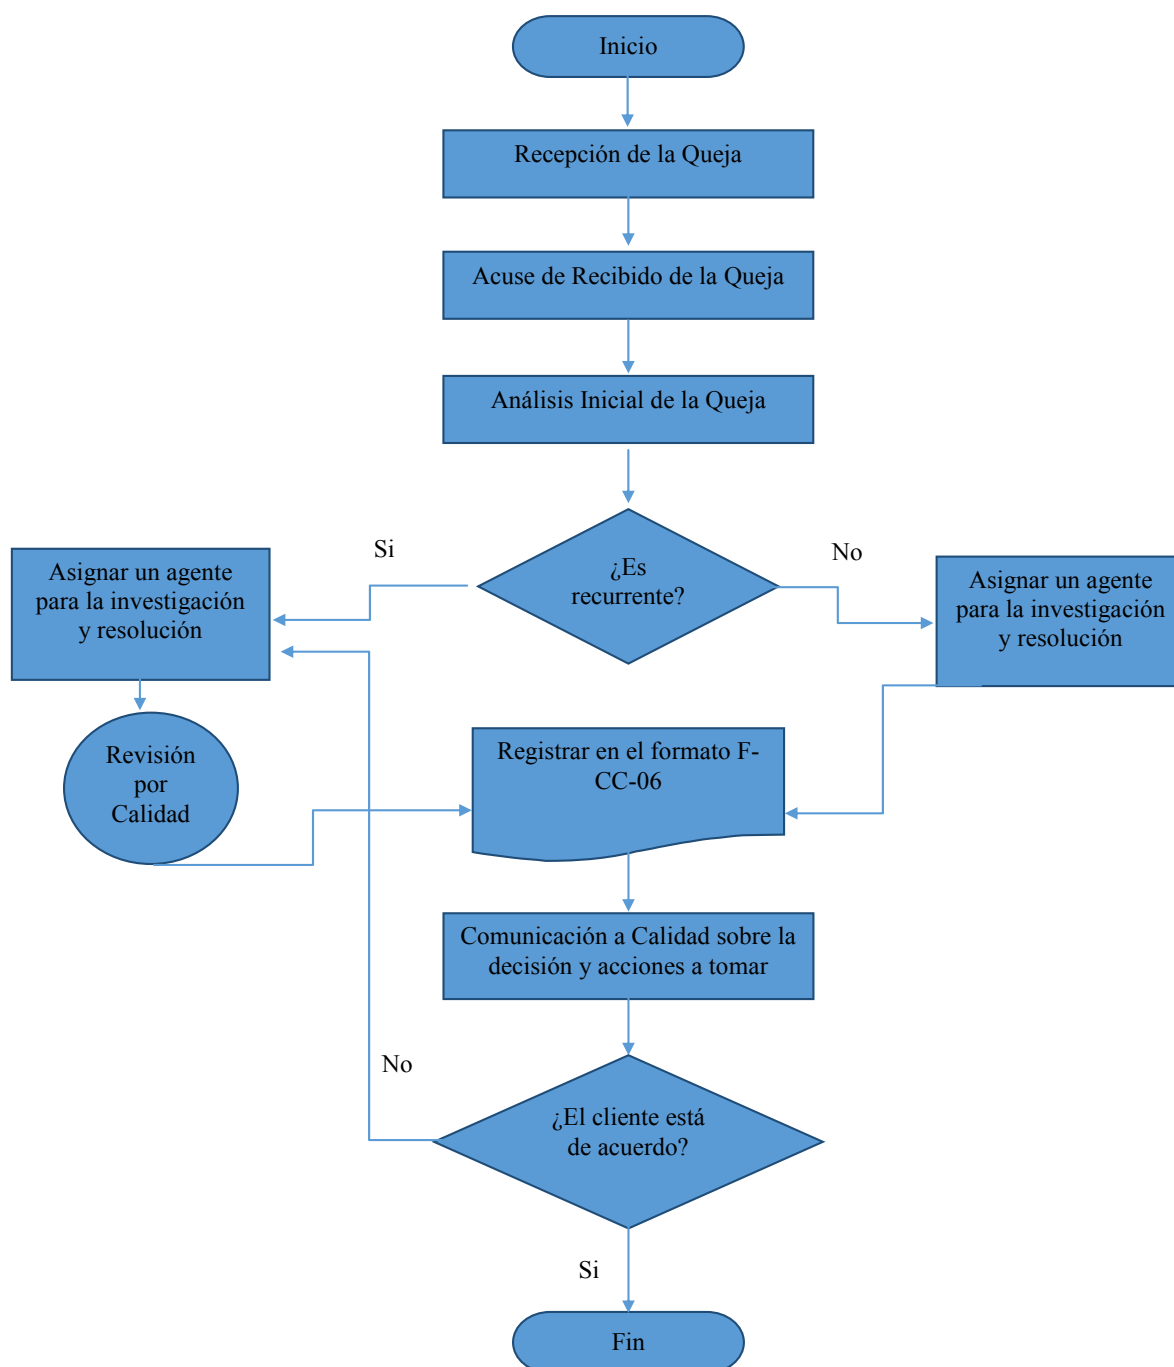 Inicio
Recepción de la Queja
Acuse de Recibido de la Queja
Análisis Inicial de la Queja
¿Es
recurrente?
Si
No
Asignar un agente
para la investigación
y resolución
Asignar un agente
para la investigación
y resolución
Revisión
por
Calidad
Registrar en el formato F-
CC-06
Comunicación a Calidad sobre la
decisión y acciones a tomar
No
¿El cliente está
de acuerdo?
Si
Fin